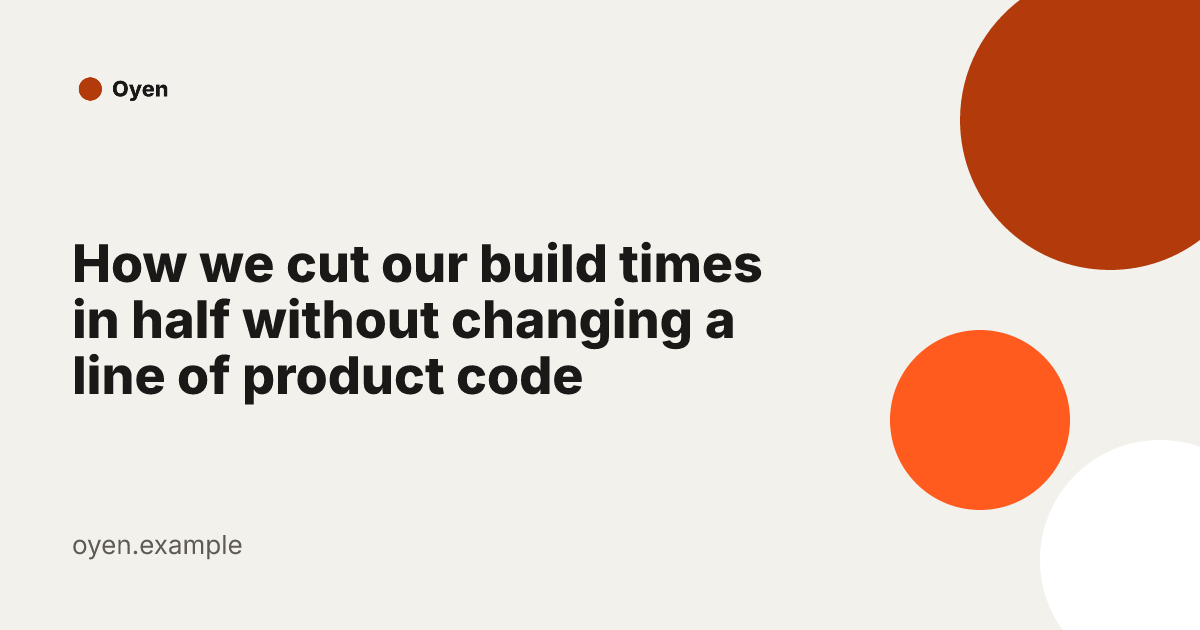 Oyen
How we cut our build times
in half without changing a
line of product code
oyen.example